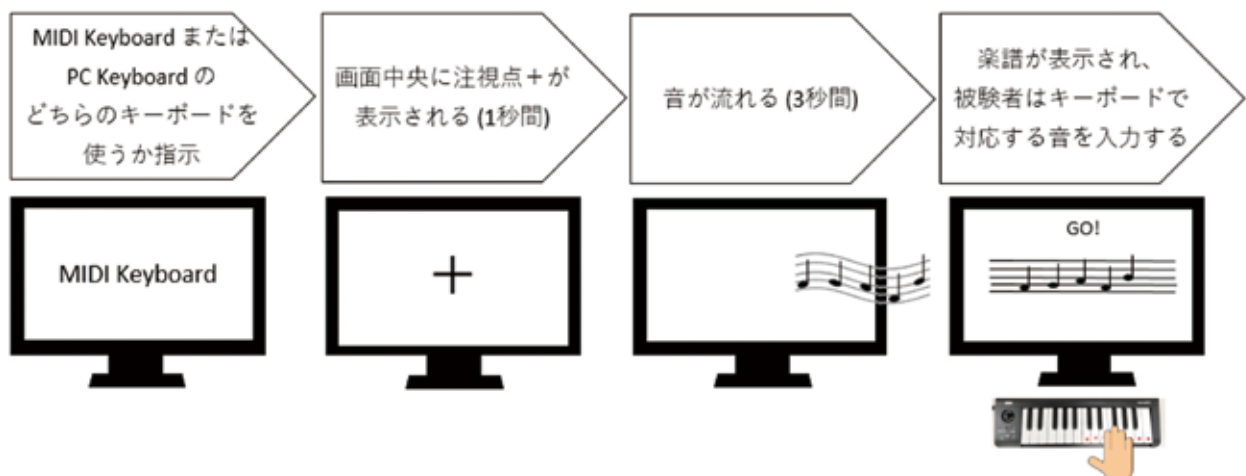 MIDI Keyboard または
PC Keyboard の
どちらのキーボードを
使うか指示
画面中央に注視点＋が
表示される (1秒間)
音が流れる (3秒間)
楽譜が表示され、
被験者はキーボードで
対応する音を入力する
MIDI Keyboard
+
GO!